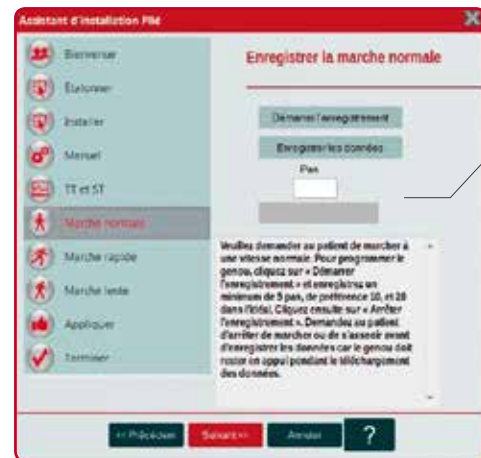 Assistant d'installation Plié
Bienvenue
Étalonner
Installer
Manuel
TT et ST
Marche normale
Marche rapide
Marche lente
Appliquer
Terminer
Enregistrer la marche normale
Démarrer l'enregistrement
Enregistrer les données
Pas
Veuillez demander au patient de marcher à
une vitesse normale. Pour programmer le
genou, cliquez sur « Démarrer
l'enregistrement » et enregistrez un
minimum de 5 pas, de préférence 10, et 20
dans l'idéal. Cliquez ensuite sur « Arrêter
l'enregistrement ». Demandez au patient
d'arrêter de marcher ou de s'asseoir avant
d'enregistrer les données car le genou doit
rester en appui pendant le téléchargement
des données.
<< Précédent
Suivant >>
Annuler
?